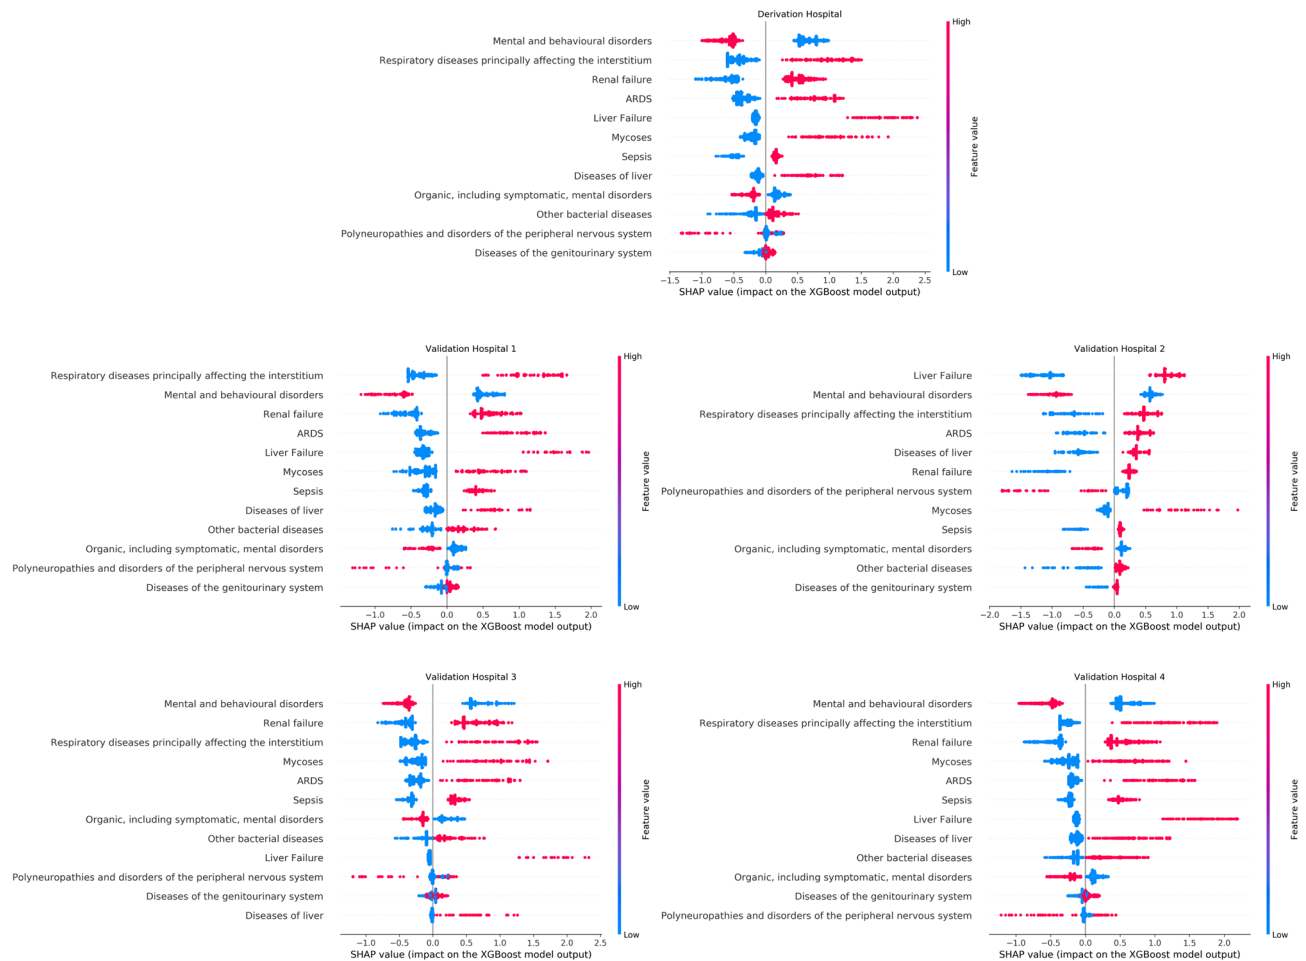 Derivation Hospital
High
Mental and behavioural disorders
Respiratory diseases principally affecting the interstitium
Renal failure
ARDS
Liver Failure
Mycoses
Sepsis
Diseases of liver
Organic, including symptomatic, mental disorders
Other bacterial diseases
Polyneuropathies and disorders of the peripheral nervous system
Diseases of the genitourinary system
Feature value
Low
−1.5 −1.0 −0.5 0.0 0.5 1.0 1.5 2.0 2.5
SHAP value (impact on the XGBoost model output)
Validation Hospital 1
High
Respiratory diseases principally affecting the interstitium
Mental and behavioural disorders
Renal failure
ARDS
Liver Failure
Mycoses
Sepsis
Diseases of liver
Other bacterial diseases
Organic, including symptomatic, mental disorders
Polyneuropathies and disorders of the peripheral nervous system
Diseases of the genitourinary system
Feature value
Low
−1.0 −0.5 0.0 0.5 1.0 1.5 2.0
SHAP value (impact on the XGBoost model output)
Validation Hospital 2
High
Liver Failure
Mental and behavioural disorders
Respiratory diseases principally affecting the interstitium
ARDS
Diseases of liver
Renal failure
Polyneuropathies and disorders of the peripheral nervous system
Mycoses
Sepsis
Organic, including symptomatic, mental disorders
Other bacterial diseases
Diseases of the genitourinary system
Feature value
Low
−2.0 −1.5 −1.0 −0.5 0.0 0.5 1.0 1.5 2.0
SHAP value (impact on the XGBoost model output)
Validation Hospital 3
High
Mental and behavioural disorders
Renal failure
Respiratory diseases principally affecting the interstitium
Mycoses
ARDS
Sepsis
Organic, including symptomatic, mental disorders
Other bacterial diseases
Liver Failure
Polyneuropathies and disorders of the peripheral nervous system
Diseases of the genitourinary system
Diseases of liver
Feature value
Low
−1.0 −0.5 0.0 0.5 1.0 1.5 2.0 2.5
SHAP value (impact on the XGBoost model output)
Validation Hospital 4
High
Mental and behavioural disorders
Respiratory diseases principally affecting the interstitium
Renal failure
Mycoses
ARDS
Sepsis
Liver Failure
Diseases of liver
Other bacterial diseases
Organic, including symptomatic, mental disorders
Diseases of the genitourinary system
Polyneuropathies and disorders of the peripheral nervous system
Feature value
Low
−1.0 −0.5 0.0 0.5 1.0 1.5 2.0
SHAP value (impact on the XGBoost model output)